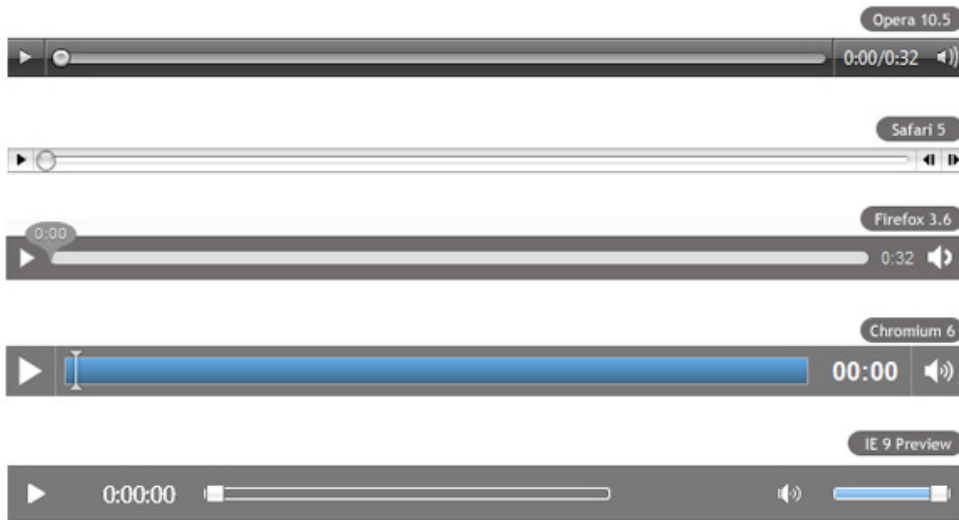 Opera 10.5
0:00/0:32
Safari 5
Firefox 3.6
0:00
0:32
Chromium 6
00:00
IE 9 Preview
0:00:00